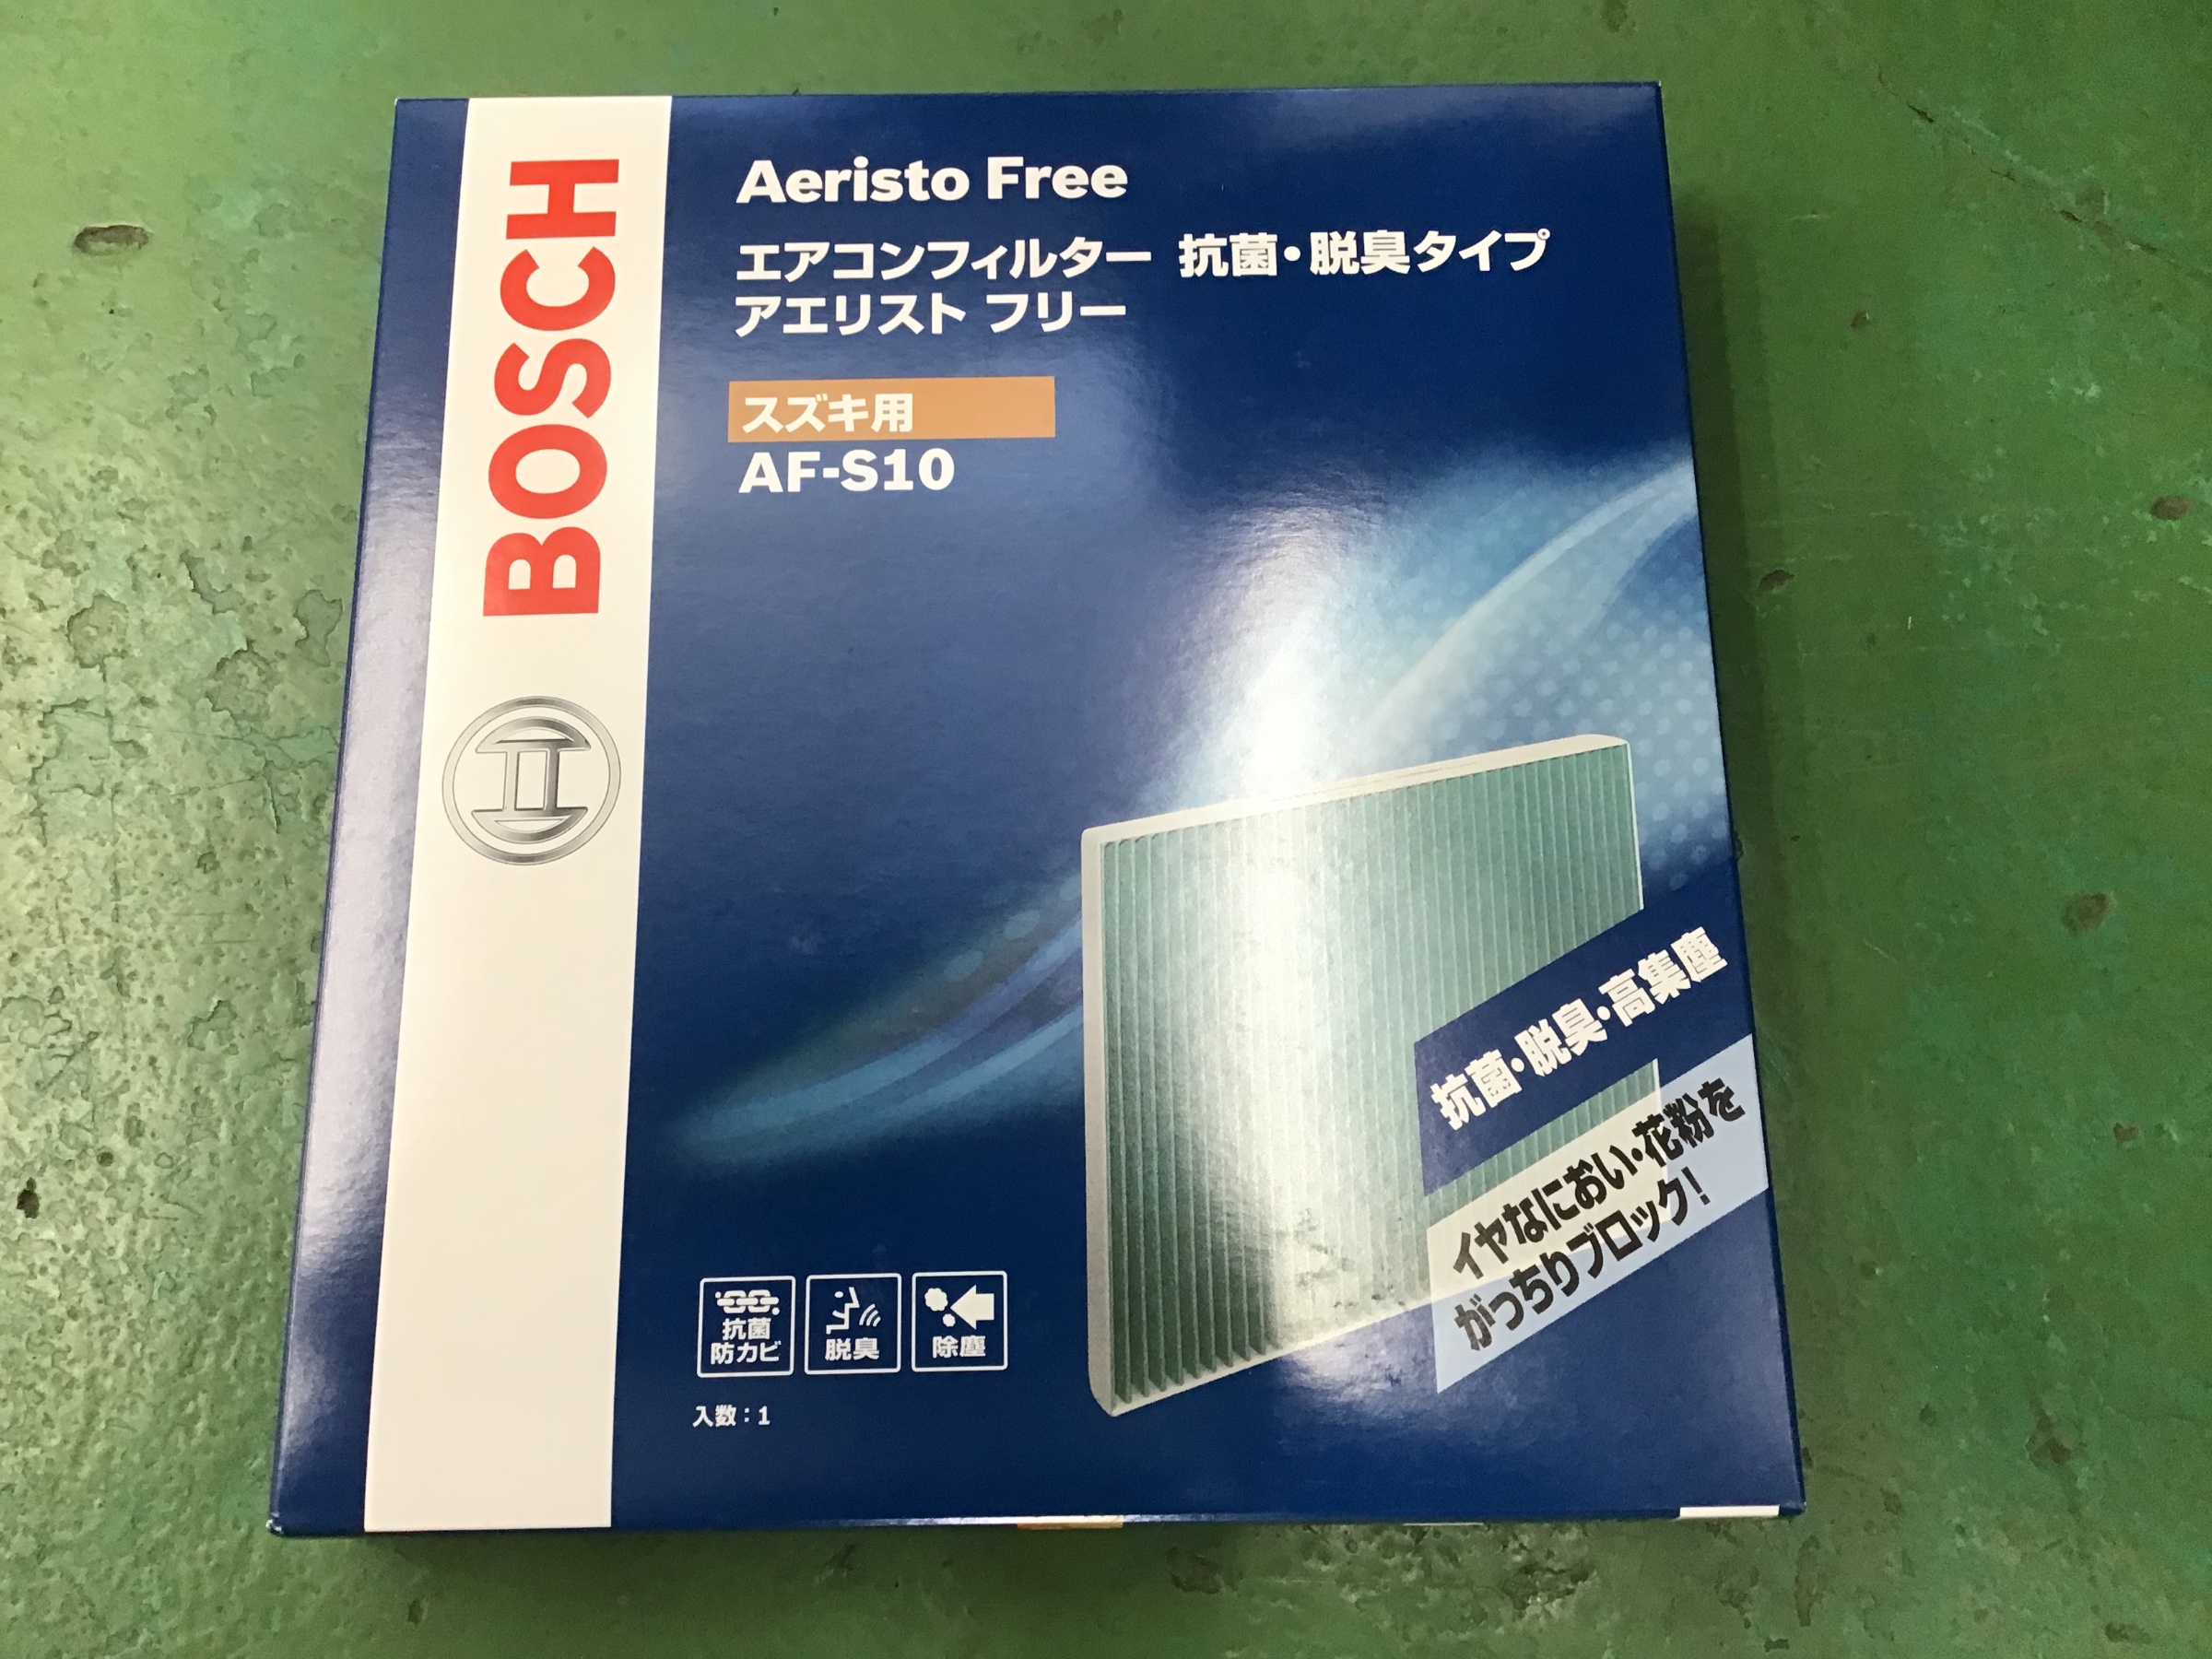 BOSCH
Aeristo Free
エアコンフィルター 抗菌・脱臭タイプ
アエリスト フリー
スズキ用
AF-S10
抗菌・脱臭・高集塵
イヤなにおい・花粉を
がっちりブロック!
抗菌
防カビ
脱臭
除塵
入数：1